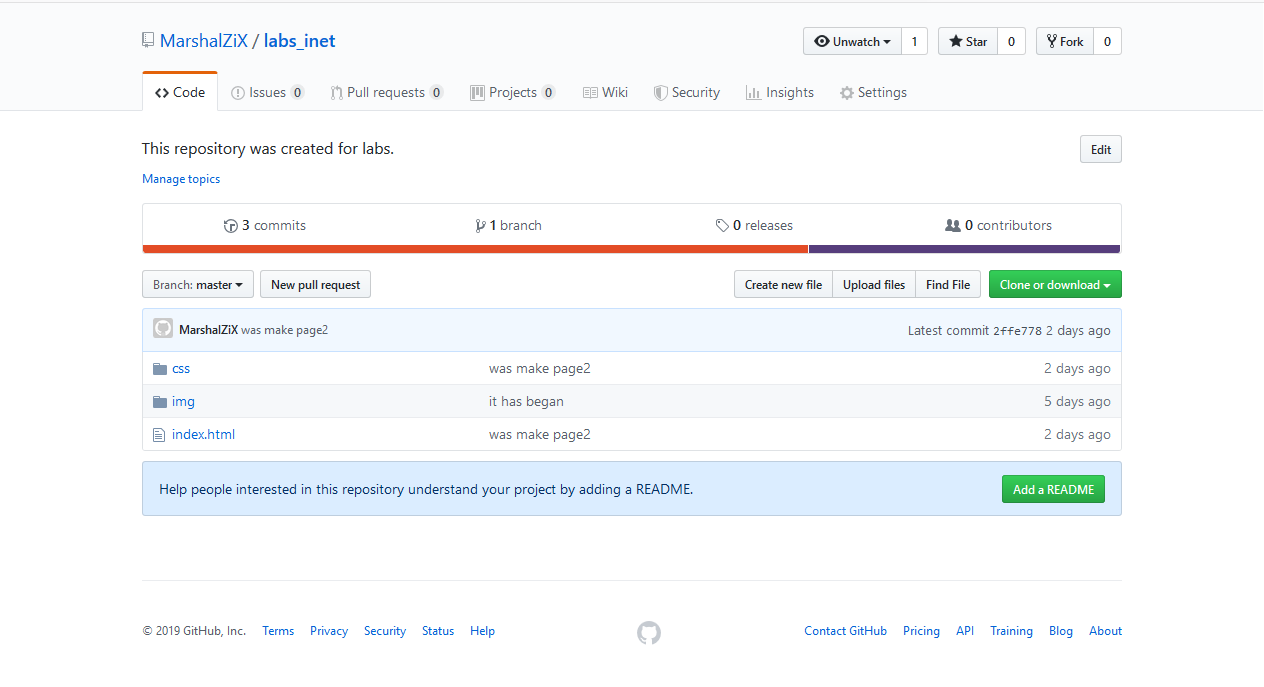 MarshalZiX / labs_inet Unwatch 1 Star 0 Fork 0
Code Issues 0 Pull requests 0 Projects 0 Wiki Security Insights Settings
This repository was created for labs. Edit
Manage topics
3 commits 1 branch 0 releases 0 contributors
Branch: master New pull request Create new file Upload files Find File Clone or download
MarshalZiX was make page2 Latest commit 2ffe778 2 days ago
css was make page2 2 days ago
img it has began 5 days ago
index.html was make page2 2 days ago
Help people interested in this repository understand your project by adding a README. Add a README
© 2019 GitHub, Inc. Terms Privacy Security Status Help Contact GitHub Pricing API Training Blog About